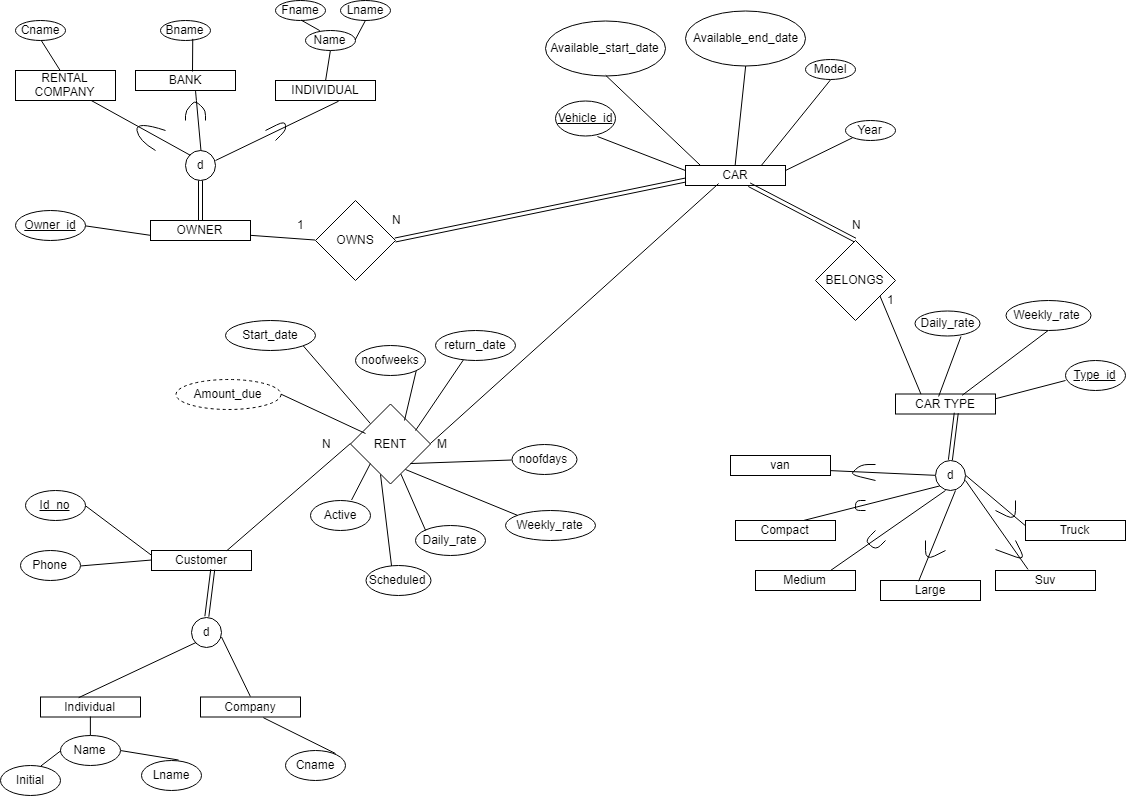 Fname
Lname
Cname
Bname
Name
RENTAL
COMPANY
BANK
INDIVIDUAL
d
Owner_id
OWNER
1
OWNS
N
Available_start_date
Available_end_date
Model
Vehicle_id
Year
CAR
N
BELONGS
1
Daily_rate
Weekly_rate
Type_id
CAR TYPE
d
van
Compact
Medium
Large
Suv
Truck
Start_date
noofweeks
return_date
Amount_due
N
RENT
M
noofdays
Active
Daily_rate
Weekly_rate
Scheduled
Id_no
Phone
Customer
d
Individual
Company
Name
Initial
Lname
Cname